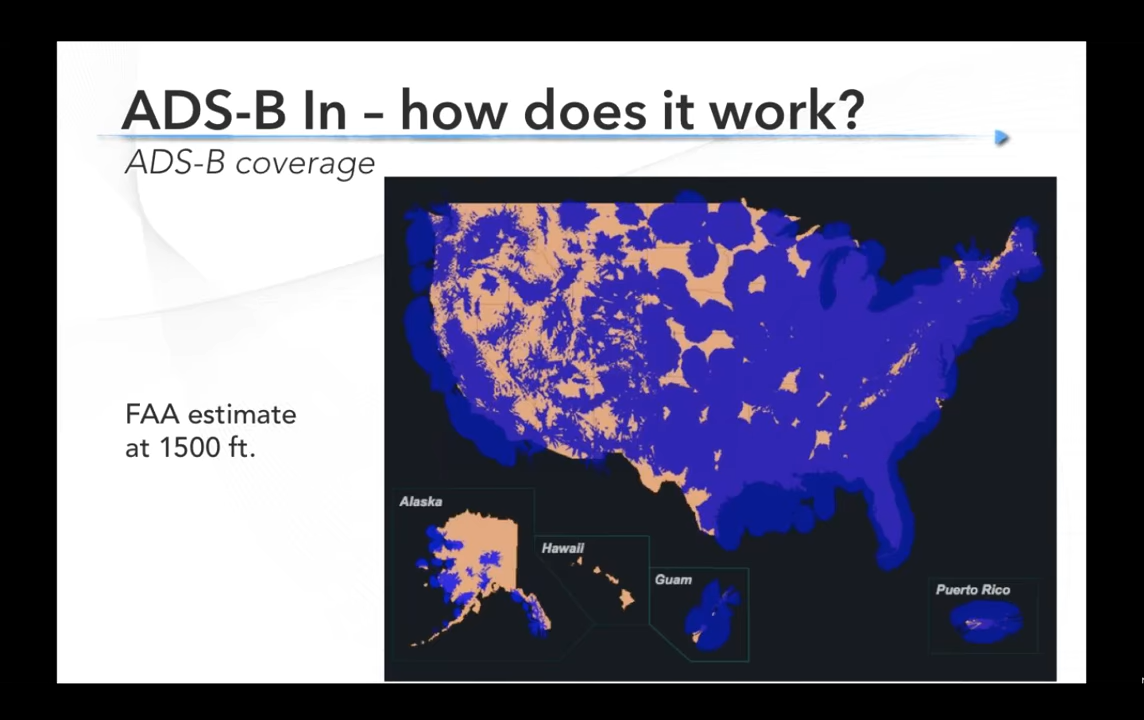 ADS-B In – how does it work?
ADS-B coverage
FAA estimate
at 1500 ft.
Alaska
Hawaii
Guam
Puerto Rico